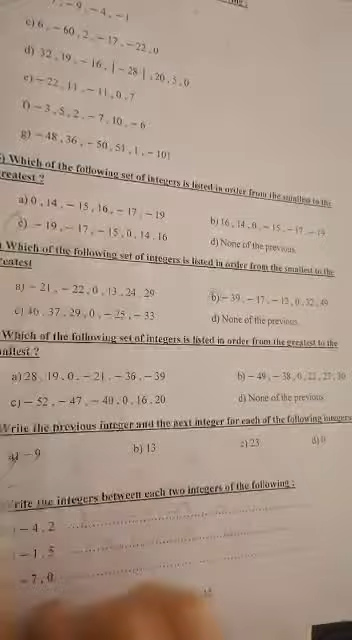 , -9, -4, -1
c) 6, -60, 2, -17, -22, 0
d) 32, 19, -16, |-28|, 20, 5, 0
e) -22, 11, -11, 0, 7
f) -3, 5, 2, -7, 10, -6
g) -48, 36, -50, 51, 1, -101
) Which of the following set of integers is listed in order from the smallest to the
reatest ?
a) 0, 14, -15, 16, -17, -19
b) 16, 14, 0, -15, -17, -19
c) -19, -17, -15, 0, 14, 16
d) None of the previous
Which of the following set of integers is listed in order from the smallest to the
eatest
a) -21, -22, 0, 13, 24, 29
b) -39, -17, -12, 0, 32, 49
c) 40, 37, 29, 0, -25, -33
d) None of the previous
Which of the following set of integers is listed in order from the greatest to the
allest ?
a) 28, 19, 0, -21, -36, -39
b) -49, -38, 0, 22, 27, 30
c) -52, -47, -40, 0, 16, 20
d) None of the previous
Write the previous integer and the next integer for each of the following integers
a) -9
b) 13
c) 23
d) 0
Write the integers between each two integers of the following :
-4, 2
-1, 5
-7, 0